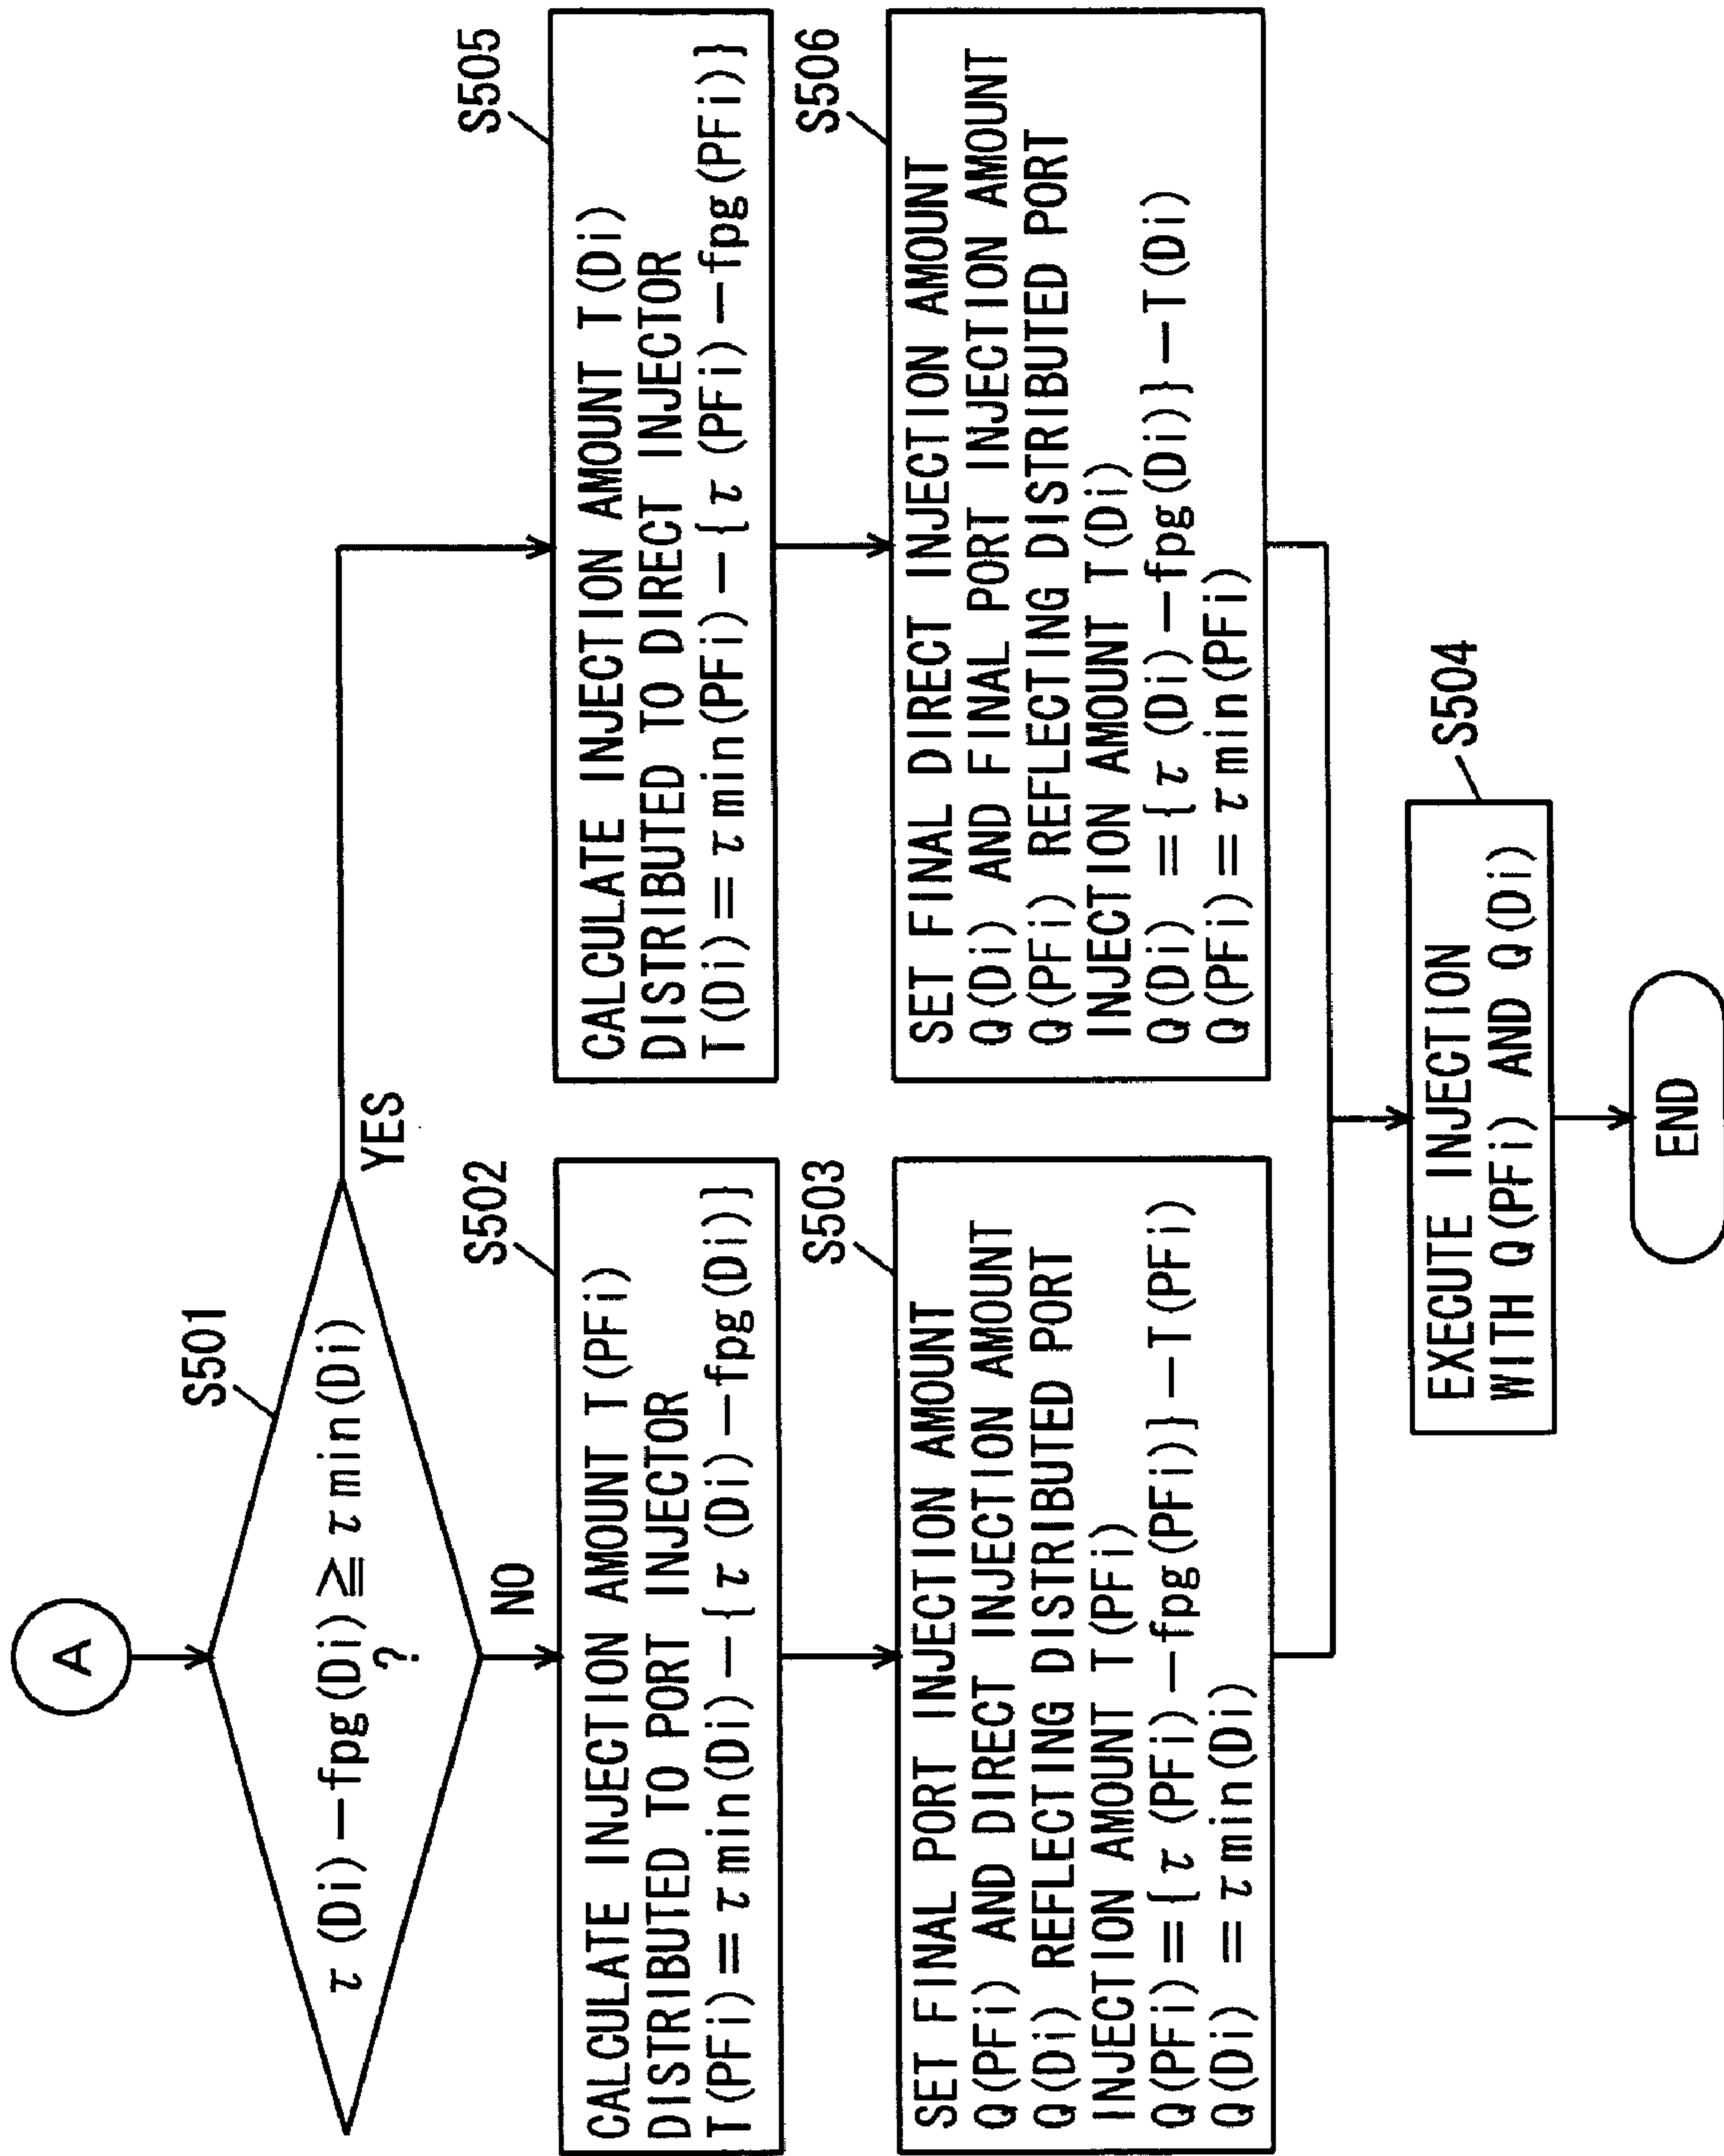 A
S501
τ(Di)-fpg(Di)≧τmin(Di)
?
YES
NO
S502
CALCULATE INJECTION AMOUNT T(PFi)
DISTRIBUTED TO PORT INJECTOR
T(PFi)=τmin(Di)-{τ(Di)-fpg(Di)}
S503
SET FINAL PORT INJECTION AMOUNT
Q(PFi) AND DIRECT INJECTION AMOUNT
Q(Di) REFLECTING DISTRIBUTED PORT
INJECTION AMOUNT T(PFi)
Q(PFi)={τ(PFi)-fpg(PFi)}-T(PFi)
Q(Di) =τmin(Di)
S505
CALCULATE INJECTION AMOUNT T(Di)
DISTRIBUTED TO DIRECT INJECTOR
T(Di)=τmin(PFi)-{τ(PFi)-fpg(PFi)}
S506
SET FINAL DIRECT INJECTION AMOUNT
Q(Di) AND FINAL PORT INJECTION AMOUNT
Q(PFi) REFLECTING DISTRIBUTED PORT
INJECTION AMOUNT T(Di)
Q(Di) ={τ(Di)-fpg(Di)}-T(Di)
Q(PFi)=τmin(PFi)
S504
EXECUTE INJECTION
WITH Q(PFi) AND Q(Di)
END